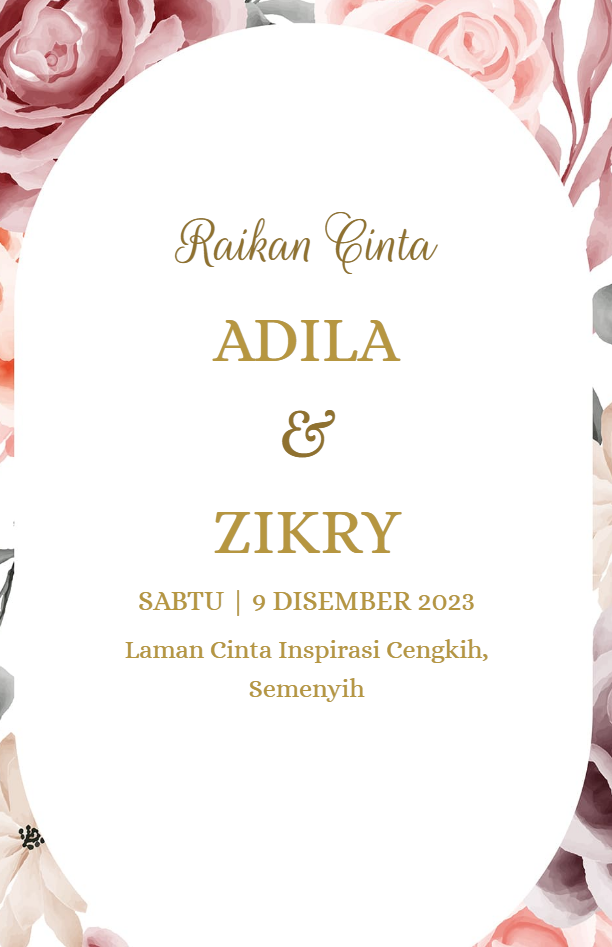 Raikan Cinta
ADILA
&
ZIKRY
SABTU | 9 DISEMBER 2023
Laman Cinta Inspirasi Cengkih,
Semenyih